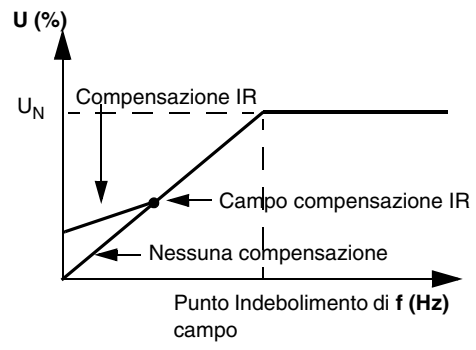 U (%)
Compensazione IR
U_N
Campo compensazione IR
Nessuna compensazione
Punto Indebolimento di f (Hz)
campo